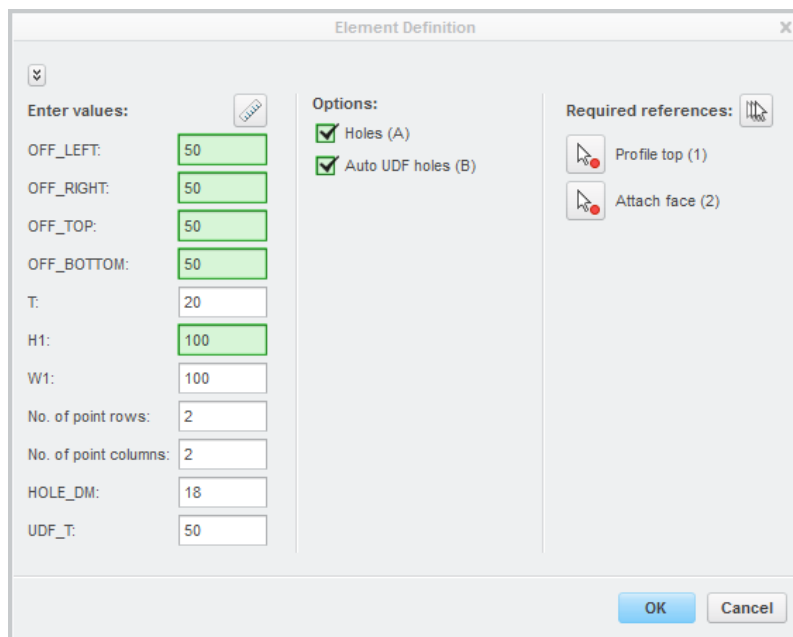 Element Definition
Enter values:
OFF_LEFT: 50
OFF_RIGHT: 50
OFF_TOP: 50
OFF_BOTTOM: 50
T: 20
H1: 100
W1: 100
No. of point rows: 2
No. of point columns: 2
HOLE_DM: 18
UDF_T: 50
Options:
Holes (A)
Auto UDF holes (B)
Required references:
Profile top (1)
Attach face (2)
OK Cancel